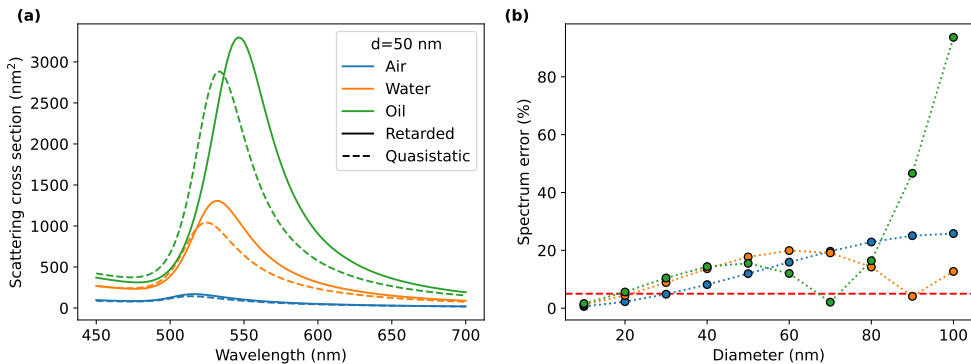 (a)
Scattering cross section (nm²)
3000
2500
2000
1500
1000
500
0
450
500
550
600
650
700
Wavelength (nm)
d=50 nm
Air
Water
Oil
Retarded
Quasistatic
(b)
Spectrum error (%)
80
60
40
20
0
20
40
60
80
100
Diameter (nm)